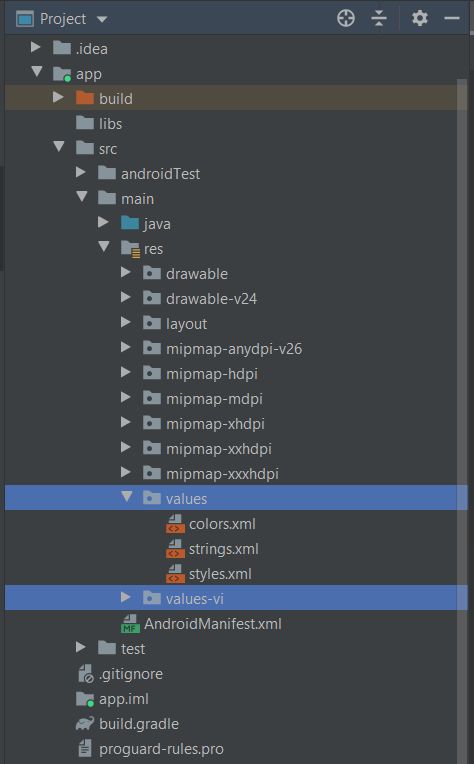 Project
.idea
app
build
libs
src
androidTest
main
java
res
drawable
drawable-v24
layout
mipmap-anydpi-v26
mipmap-hdpi
mipmap-mdpi
mipmap-xhdpi
mipmap-xxhdpi
mipmap-xxxhdpi
values
colors.xml
strings.xml
styles.xml
values-vi
MF AndroidManifest.xml
test
.gitignore
app.iml
build.gradle
proguard-rules.pro